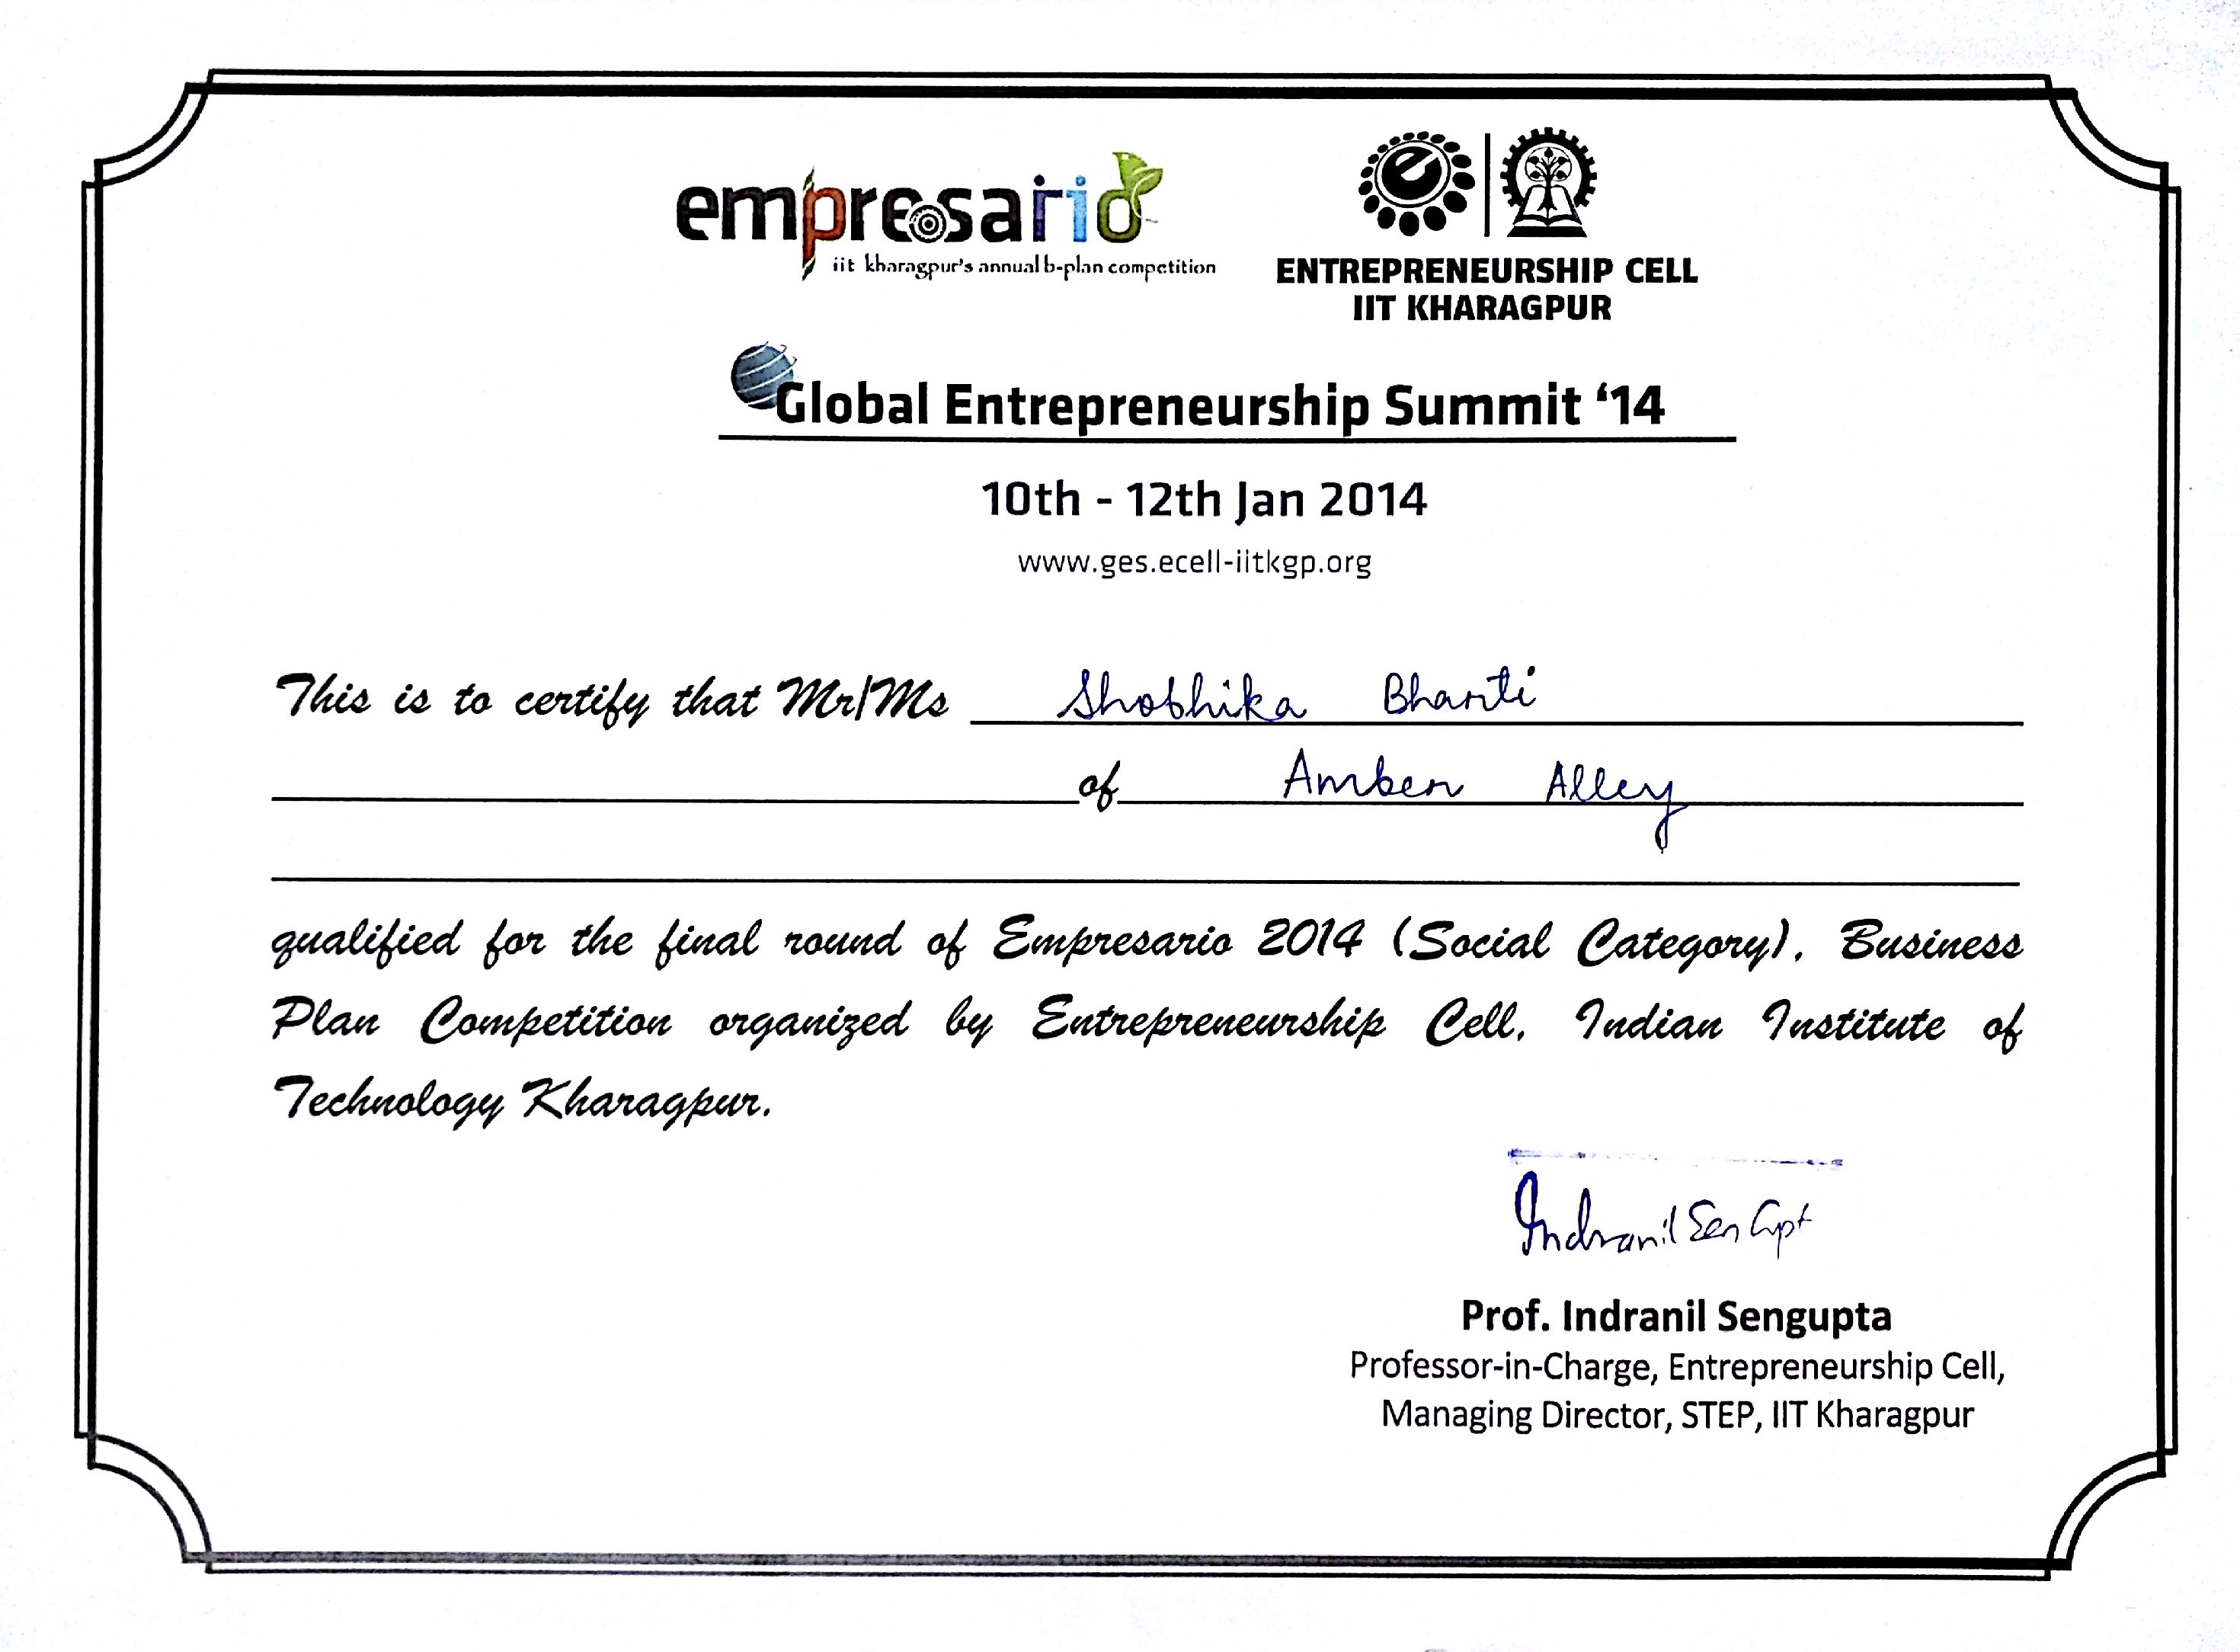 empresario
iit kharagpur's annual b-plan competition
ENTREPRENEURSHIP CELL
IIT KHARAGPUR
Global Entrepreneurship Summit ‘14
10th - 12th Jan 2014
www.ges.ecell-iitkgp.org
This is to certify that Mr/Ms Shobhika Bharti
of Amber Alley
qualified for the final round of Empresario 2014 (Social Category), Business
Plan Competition organized by Entrepreneurship Cell, Indian Institute of
Technology Kharagpur.
Indranil Sen Gupt
Prof. Indranil Sengupta
Professor-in-Charge, Entrepreneurship Cell,
Managing Director, STEP, IIT Kharagpur